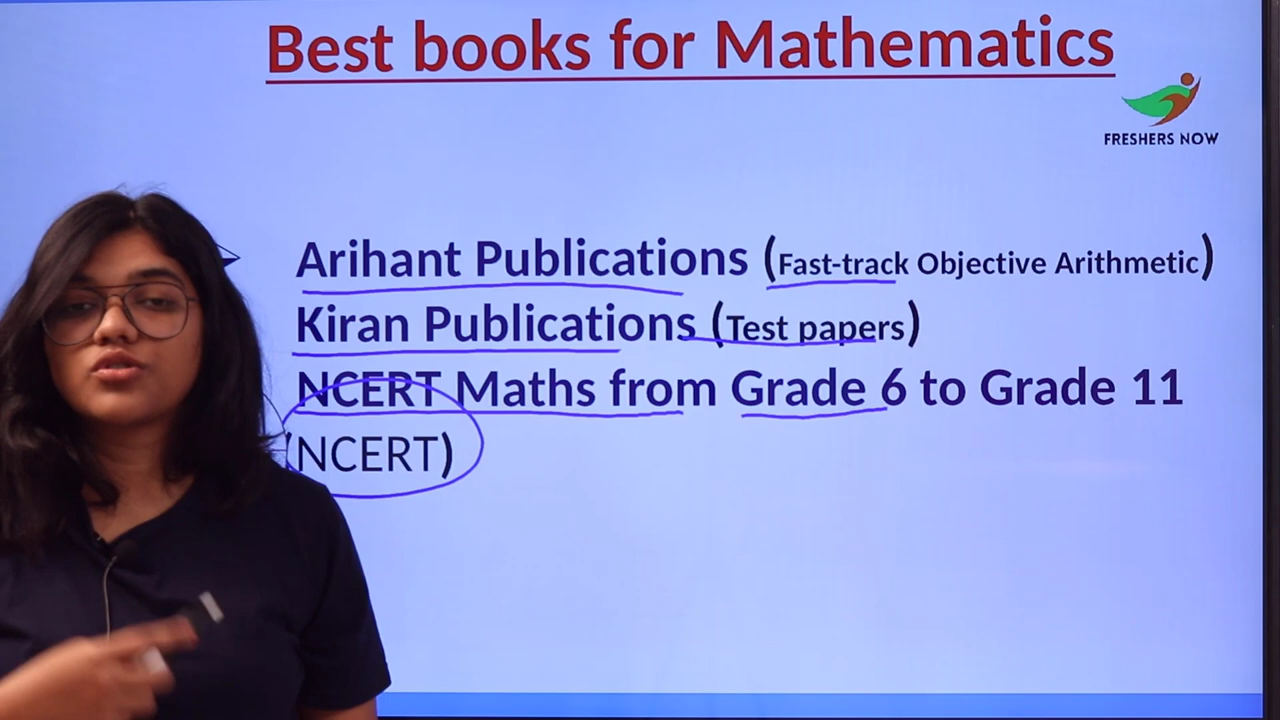 Best books for Mathematics
FRESHERS NOW
Arihant Publications (Fast-track Objective Arithmetic)
Kiran Publications (Test papers)
NCERT Maths from Grade 6 to Grade 11
(NCERT)